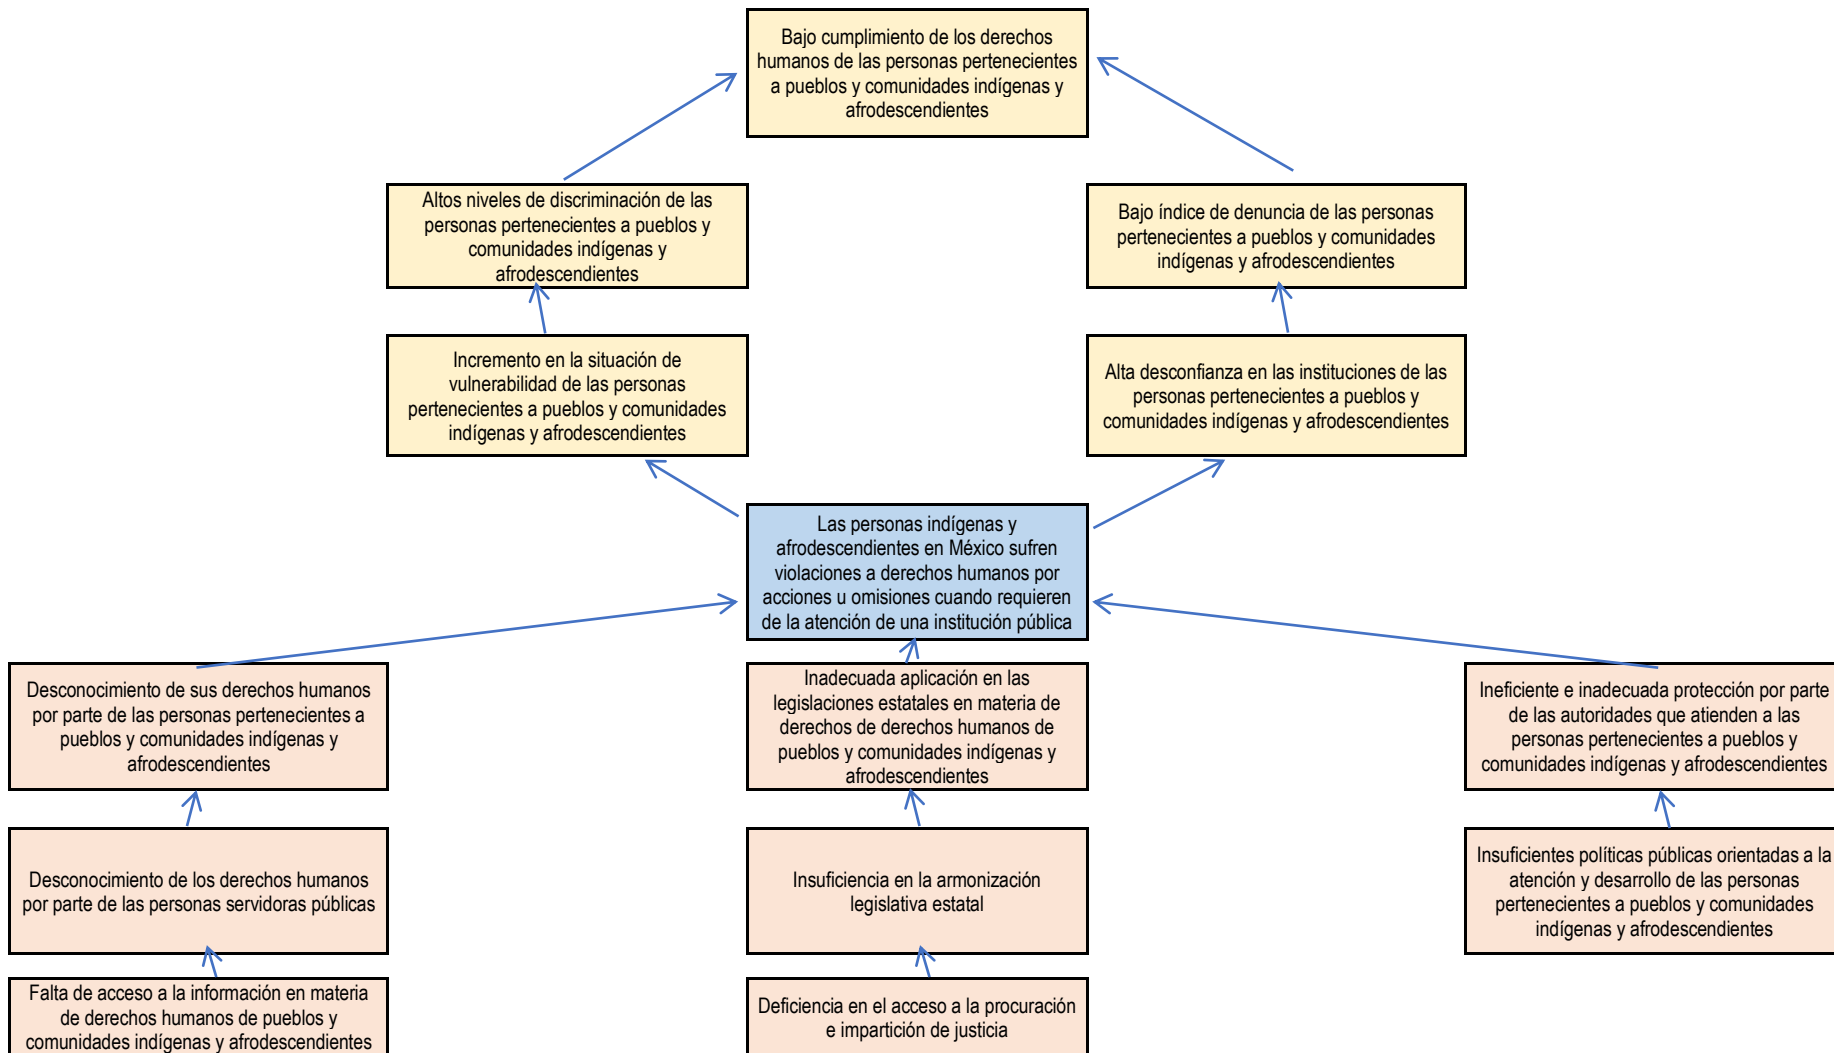 Bajo cumplimiento de los derechos
humanos de las personas pertenecientes
a pueblos y comunidades indígenas y
afrodescendientes
Altos niveles de discriminación de las
personas pertenecientes a pueblos y
comunidades indígenas y
afrodescendientes
Bajo índice de denuncia de las personas
pertenecientes a pueblos y comunidades
indígenas y afrodescendientes
Incremento en la situación de
vulnerabilidad de las personas
pertenecientes a pueblos y comunidades
indígenas y afrodescendientes
Alta desconfianza en las instituciones de las
personas pertenecientes a pueblos y
comunidades indígenas y afrodescendientes
Las personas indígenas y
afrodescendientes en México sufren
violaciones a derechos humanos por
acciones u omisiones cuando requieren
de la atención de una institución pública
Desconocimiento de sus derechos humanos
por parte de las personas pertenecientes a
pueblos y comunidades indígenas y
afrodescendientes
Inadecuada aplicación en las
legislaciones estatales en materia de
derechos de derechos humanos de
pueblos y comunidades indígenas y
afrodescendientes
Ineficiente e inadecuada protección por parte
de las autoridades que atienden a las
personas pertenecientes a pueblos y
comunidades indígenas y afrodescendientes
Desconocimiento de los derechos humanos
por parte de las personas servidoras públicas
Insuficiencia en la armonización
legislativa estatal
Insuficientes políticas públicas orientadas a la
atención y desarrollo de las personas
pertenecientes a pueblos y comunidades
indígenas y afrodescendientes
Falta de acceso a la información en materia
de derechos humanos de pueblos y
comunidades indígenas y afrodescendientes
Deficiencia en el acceso a la procuración
e impartición de justicia